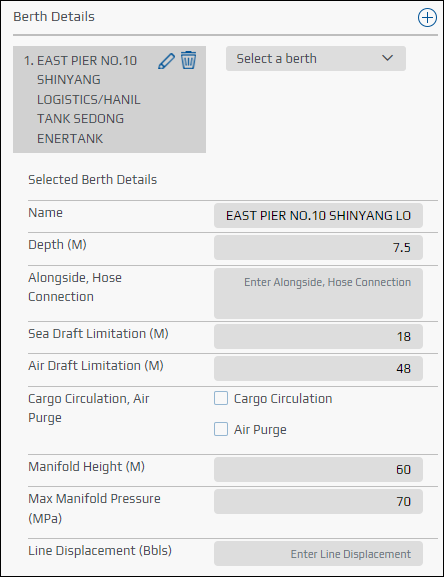 Berth Details
1. EAST PIER NO.10
SHINYANG
LOGISTICS/HANIL
TANK SEDONG
ENERTANK
Select a berth
Selected Berth Details
Name
EAST PIER NO.10 SHINYANG LO
Depth (M)
7.5
Alongside, Hose
Connection
Enter Alongside, Hose Connection
Sea Draft Limitation (M)
18
Air Draft Limitation (M)
48
Cargo Circulation, Air
Purge
Cargo Circulation
Air Purge
Manifold Height (M)
60
Max Manifold Pressure
(MPa)
70
Line Displacement (Bbls)
Enter Line Displacement